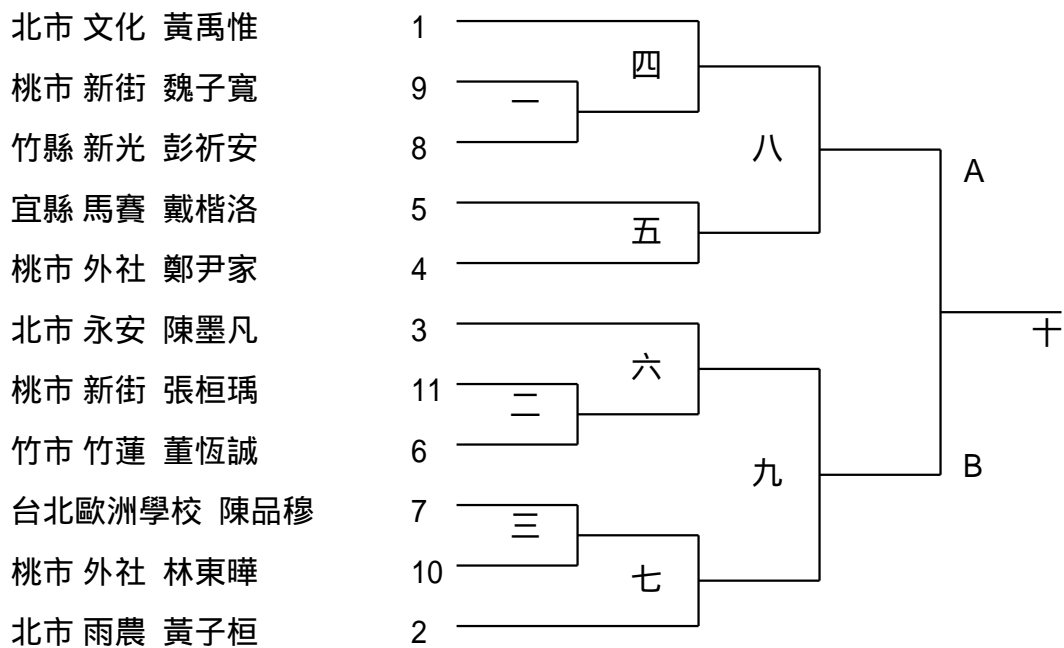 北市 文化 黃禹惟 1
四
桃市 新街 魏子寬 9
一
竹縣 新光 彭祈安 8
八
A
宜縣 馬賽 戴楷洛 5
五
桃市 外社 鄭尹家 4
北市 永安 陳墨凡 3
十
六
桃市 新街 張桓瑀 11
二
竹市 竹蓮 董恆誠 6
九
B
台北歐洲學校 陳品穆 7
三
桃市 外社 林東曄 10
七
北市 雨農 黃子桓 2